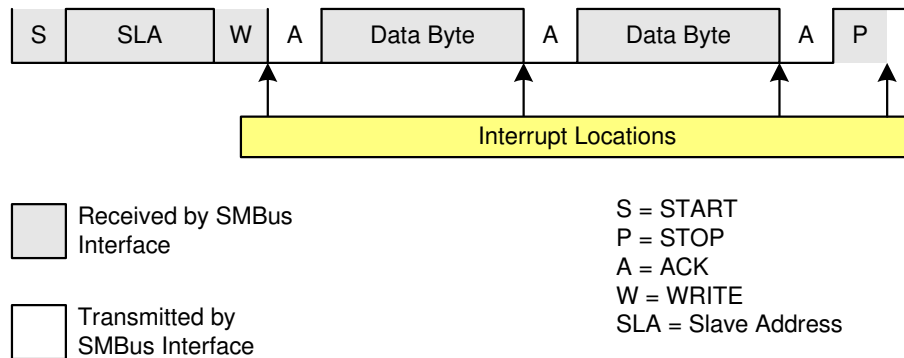 S SLA W A Data Byte A Data Byte A P
Interrupt Locations
Received by SMBus
Interface
Transmitted by
SMBus Interface
S = START
P = STOP
A = ACK
W = WRITE
SLA = Slave Address